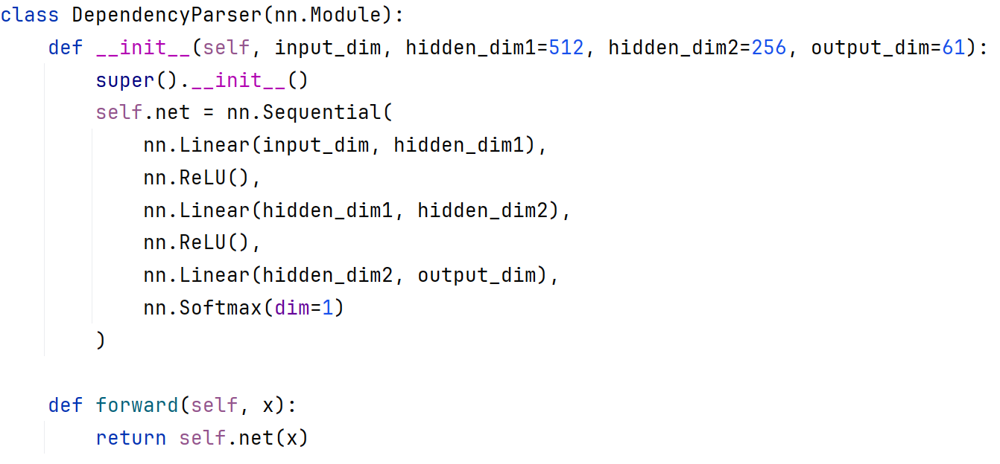 class DependencyParser(nn.Module):
    def __init__(self, input_dim, hidden_dim1=512, hidden_dim2=256, output_dim=61):
        super().__init__()
        self.net = nn.Sequential(
            nn.Linear(input_dim, hidden_dim1),
            nn.ReLU(),
            nn.Linear(hidden_dim1, hidden_dim2),
            nn.ReLU(),
            nn.Linear(hidden_dim2, output_dim),
            nn.Softmax(dim=1)
        )
    def forward(self, x):
        return self.net(x)